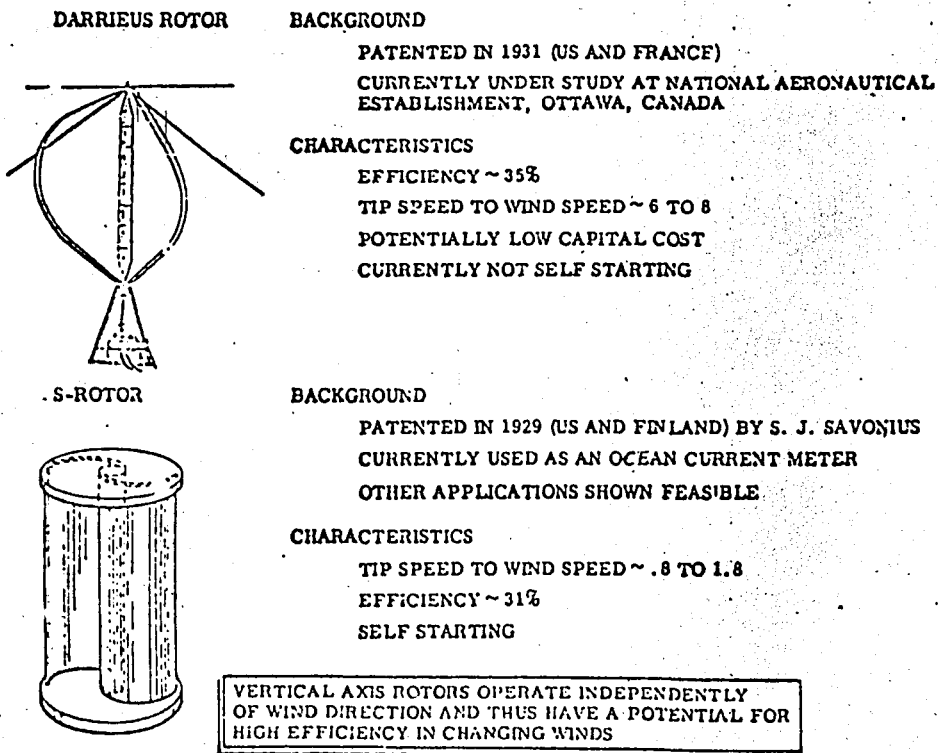 DARRIEUS ROTOR
BACKGROUND
PATENTED IN 1931 (US AND FRANCE)
CURRENTLY UNDER STUDY AT NATIONAL AERONAUTICAL
ESTABLISHMENT, OTTAWA, CANADA
CHARACTERISTICS
EFFICIENCY ~ 35%
TIP SPEED TO WIND SPEED ~ 6 TO 8
POTENTIALLY LOW CAPITAL COST
CURRENTLY NOT SELF STARTING
S-ROTOR
BACKGROUND
PATENTED IN 1929 (US AND FINLAND) BY S. J. SAVONIUS
CURRENTLY USED AS AN OCEAN CURRENT METER
OTHER APPLICATIONS SHOWN FEASIBLE
CHARACTERISTICS
TIP SPEED TO WIND SPEED ~ .8 TO 1.8
EFFICIENCY ~ 31%
SELF STARTING
VERTICAL AXIS ROTORS OPERATE INDEPENDENTLY
OF WIND DIRECTION AND THUS HAVE A POTENTIAL FOR
HIGH EFFICIENCY IN CHANGING WINDS